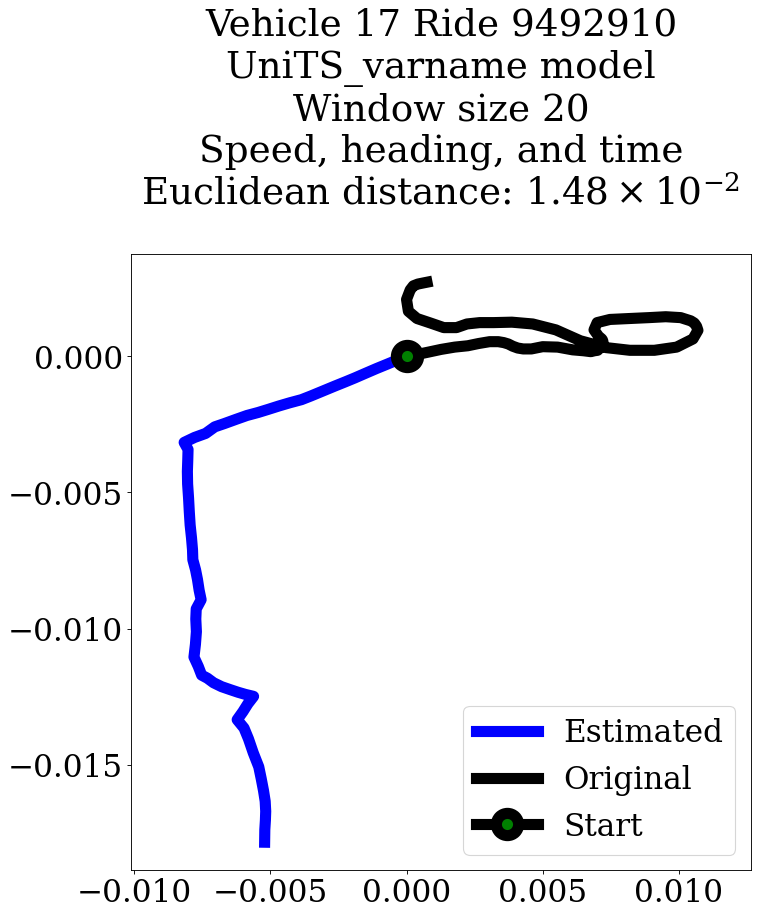 Vehicle 17 Ride 9492910
UniTS_varname model
Window size 20
Speed, heading, and time
Euclidean distance: 1.48 × 10⁻²
0.000
−0.005
−0.010
−0.015
Estimated
Original
Start
−0.010 −0.005 0.000 0.005 0.010